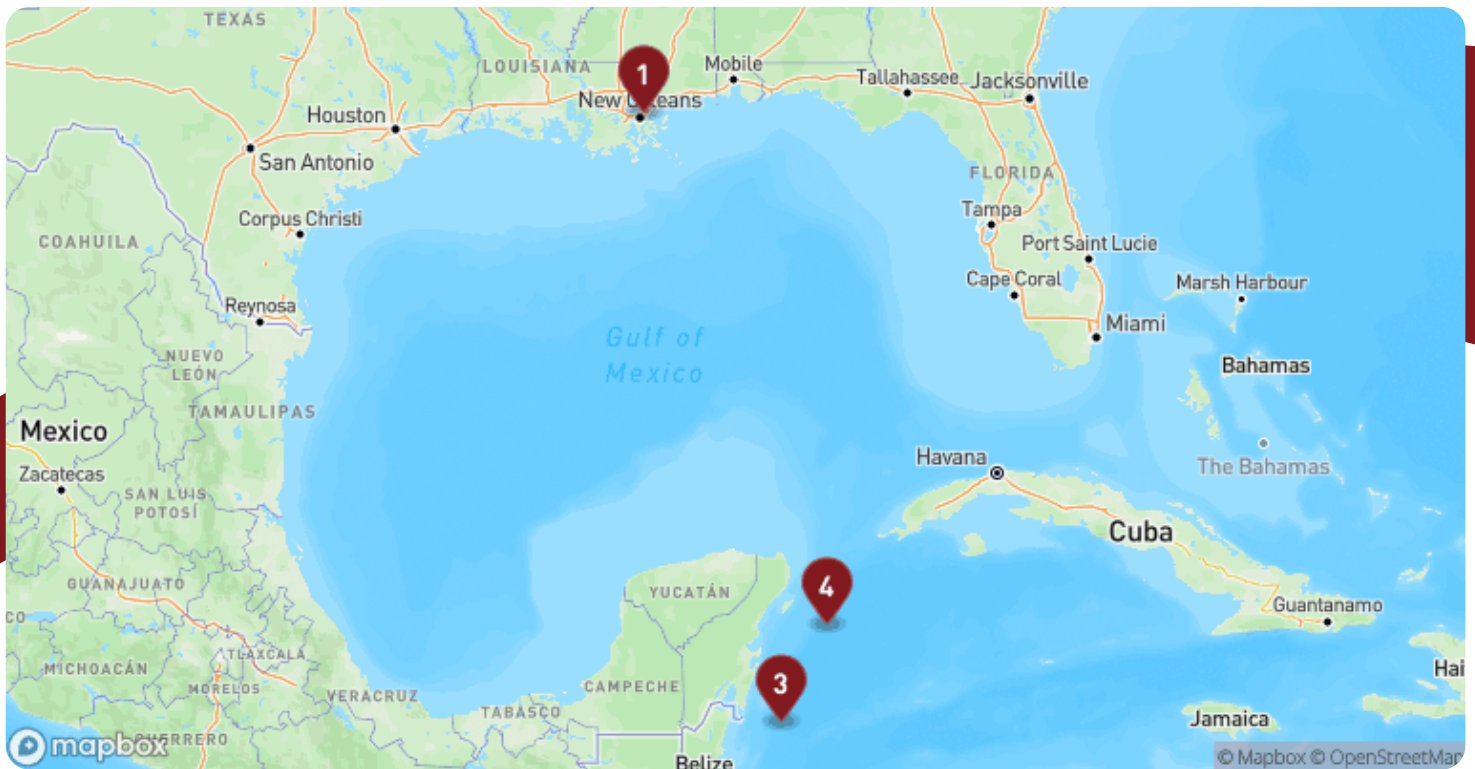 TEXAS
LOUISIANA
1
Mobile
Tallahassee
Jacksonville
New Orleans
Houston
San Antonio
FLORIDA
Corpus Christi
Tampa
COAHUILA
Port Saint Lucie
Cape Coral
Marsh Harbour
Reynosa
Miami
Gulf of
Mexico
NUEVO
LEÓN
Bahamas
TAMAULIPAS
Mexico
Havana
The Bahamas
Zacatecas
SAN LUIS
POTOSÍ
Cuba
GUANAJUATO
YUCATÁN
4
Guantanamo
CO
TLAXCALA
MICHOACÁN
MORELOS
VERACRUZ
CAMPECHE
3
Hai
TABASCO
Jamaica
mapbox
GUERRERO
Belize
© Mapbox © OpenStreetMap